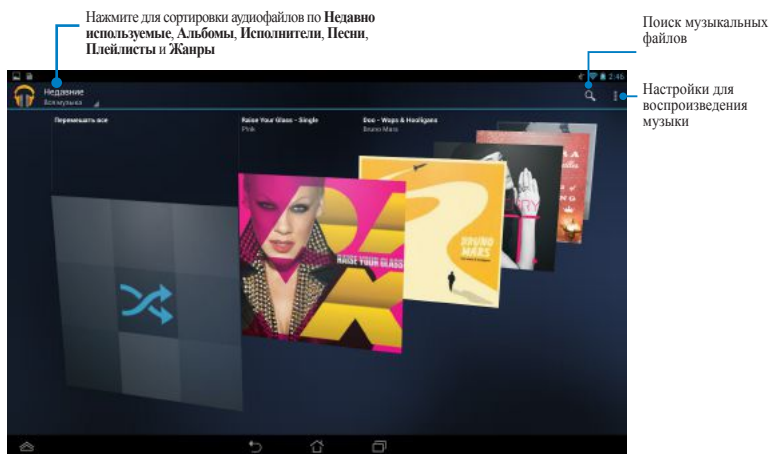 Нажмите для сортировки аудиофайлов по Недавно
используемые, Альбомы, Исполнители, Песни,
Плейлисты и Жанры
Поиск музыкальных
файлов
Настройки для
воспроизведения
музыки
2:46
Недавние
Вся музыка
Перемешать все
Raise Your Glass - Single
P!nk
Doo - Wops & Hooligans
Bruno Mars
RAISE YOUR GLASS
BRUNO
MARS